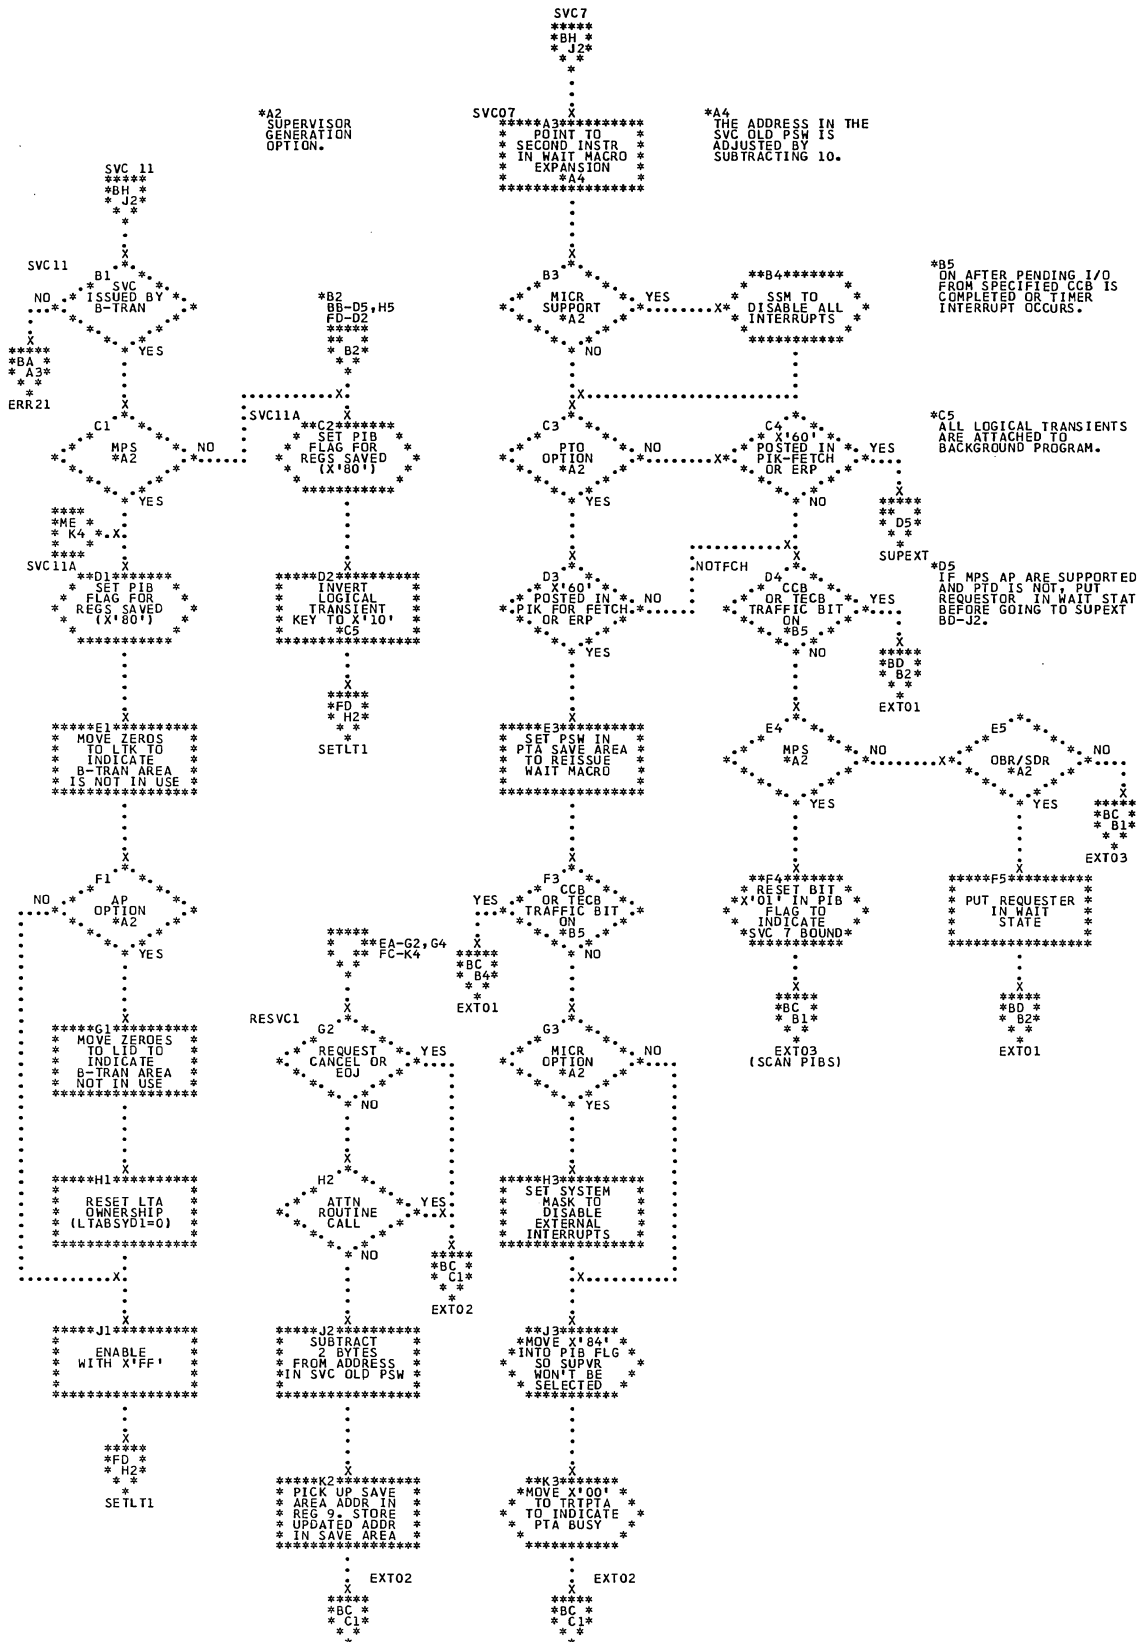 SVC7
BH
J2
*A2
SUPERVISOR
GENERATION
OPTION.
SVC07
A3
POINT TO
SECOND INSTR
IN WAIT MACRO
EXPANSION
*A4
*A4
THE ADDRESS IN THE
SVC OLD PSW IS
ADJUSTED BY
SUBTRACTING 10.
SVC 11
BH
J2
SVC11
B1
SVC
ISSUED BY
B-TRAN
NO
YES
BA
A3
ERR21
*B2
BB-D5,H5
FD-D2
B2
B3
MICR
SUPPORT
*A2
YES
NO
B4
SSM TO
DISABLE ALL
INTERRUPTS
*B5
ON AFTER PENDING I/O
FROM SPECIFIED CCB IS
COMPLETED OR TIMER
INTERRUPT OCCURS.
C1
MPS
*A2
NO
YES
SVC11A
C2
SET PIB
FLAG FOR
REGS SAVED
(X'80')
C3
PTO
OPTION
*A2
NO
YES
C4
X'60'
POSTED IN
PIK-FETCH
OR ERP
YES
NO
*C5
ALL LOGICAL TRANSIENTS
ARE ATTACHED TO
BACKGROUND PROGRAM.
D5
SUPEXT
*ME
K4
SVC11A
D1
SET PIB
FLAG FOR
REGS SAVED
(X'80')
D2
INVERT
LOGICAL
TRANSIENT
KEY TO X'10'
*C5
FD
H2
SETLT1
D3
X'60'
POSTED IN
PIK FOR FETCH
OR ERP
NO
YES
NOTFCH
D4
CCB
OR TECB
TRAFFIC BIT
ON
*B5
YES
NO
*D5
IF MPS AP ARE SUPPORTED
AND PTD IS NOT, PUT
REQUESTOR IN WAIT STAT
BEFORE GOING TO SUPEXT
BD-J2.
BD
B2
EXT01
E1
MOVE ZEROS
TO LTK TO
INDICATE
B-TRAN AREA
IS NOT IN USE
E3
SET PSW IN
PTA SAVE AREA
TO REISSUE
WAIT MACRO
E4
MPS
*A2
NO
YES
E5
OBR/SDR
*A2
NO
YES
BC
B1
EXT03
F1
AP
OPTION
*A2
NO
YES
F3
CCB
OR TECB
TRAFFIC BIT
ON
*B5
YES
NO
BC
B4
EXT01
F4
RESET BIT
X'01' IN PIB
FLAG TO
INDICATE
SVC 7 BOUND
BC
B1
EXT03
(SCAN PIBS)
F5
PUT REQUESTER
IN WAIT
STATE
BD
B2
EXT01
EA-G2,G4
FC-K4
G1
MOVE ZEROES
TO LID TO
INDICATE
B-TRAN AREA
NOT IN USE
RESVC1
G2
REQUEST
CANCEL OR
EOJ
YES
NO
G3
MICR
OPTION
*A2
NO
YES
H1
RESET LTA
OWNERSHIP
(LTABSYD1=0)
H2
ATTN
ROUTINE
CALL
YES
NO
BC
C1
EXT02
H3
SET SYSTEM
MASK TO
DISABLE
EXTERNAL
INTERRUPTS
J1
ENABLE
WITH X'FF'
FD
H2
SETLT1
J2
SUBTRACT
2 BYTES
FROM ADDRESS
IN SVC OLD PSW
J3
MOVE X'84'
INTO PIB FLG
SO SUPVR
WON'T BE
SELECTED
K2
PICK UP SAVE
AREA ADDR IN
REG 9. STORE
UPDATED ADDR
IN SAVE AREA
EXT02
BC
C1
K3
MOVE X'00'
TO TRTPTA
TO INDICATE
PTA BUSY
EXT02
BC
C1